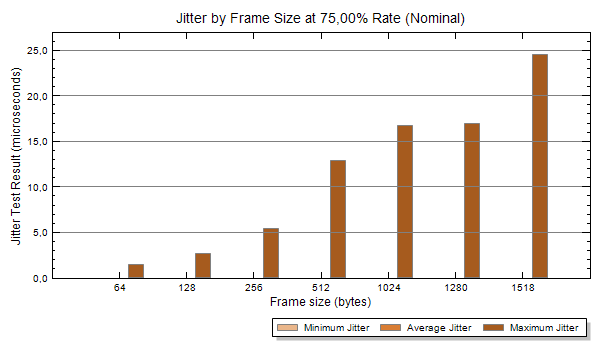 Jitter by Frame Size at 75,00% Rate (Nominal)
Jitter Test Result (microseconds)
25,0
20,0
15,0
10,0
5,0
0,0
64 128 256 512 1024 1280 1518
Frame size (bytes)
Minimum Jitter Average Jitter Maximum Jitter